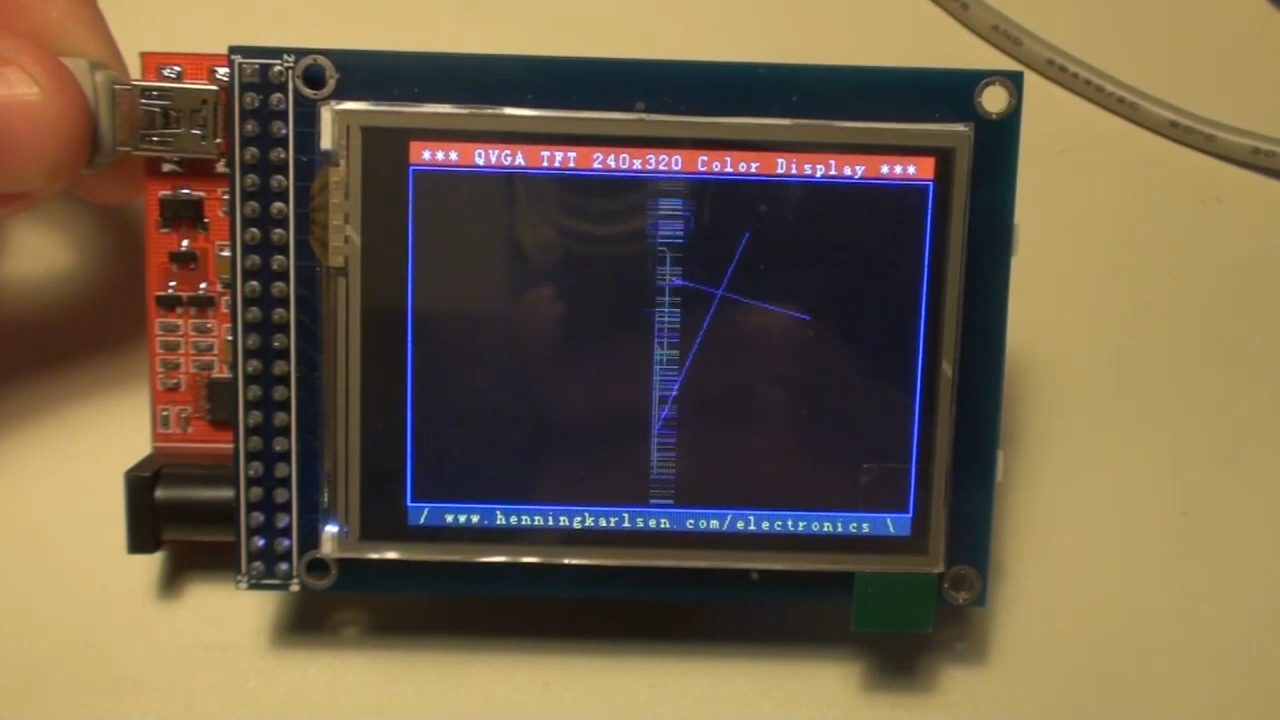 *** QVGA TFT 240x320 Color Display ***
/ www.henningkarlsen.com/electronics \